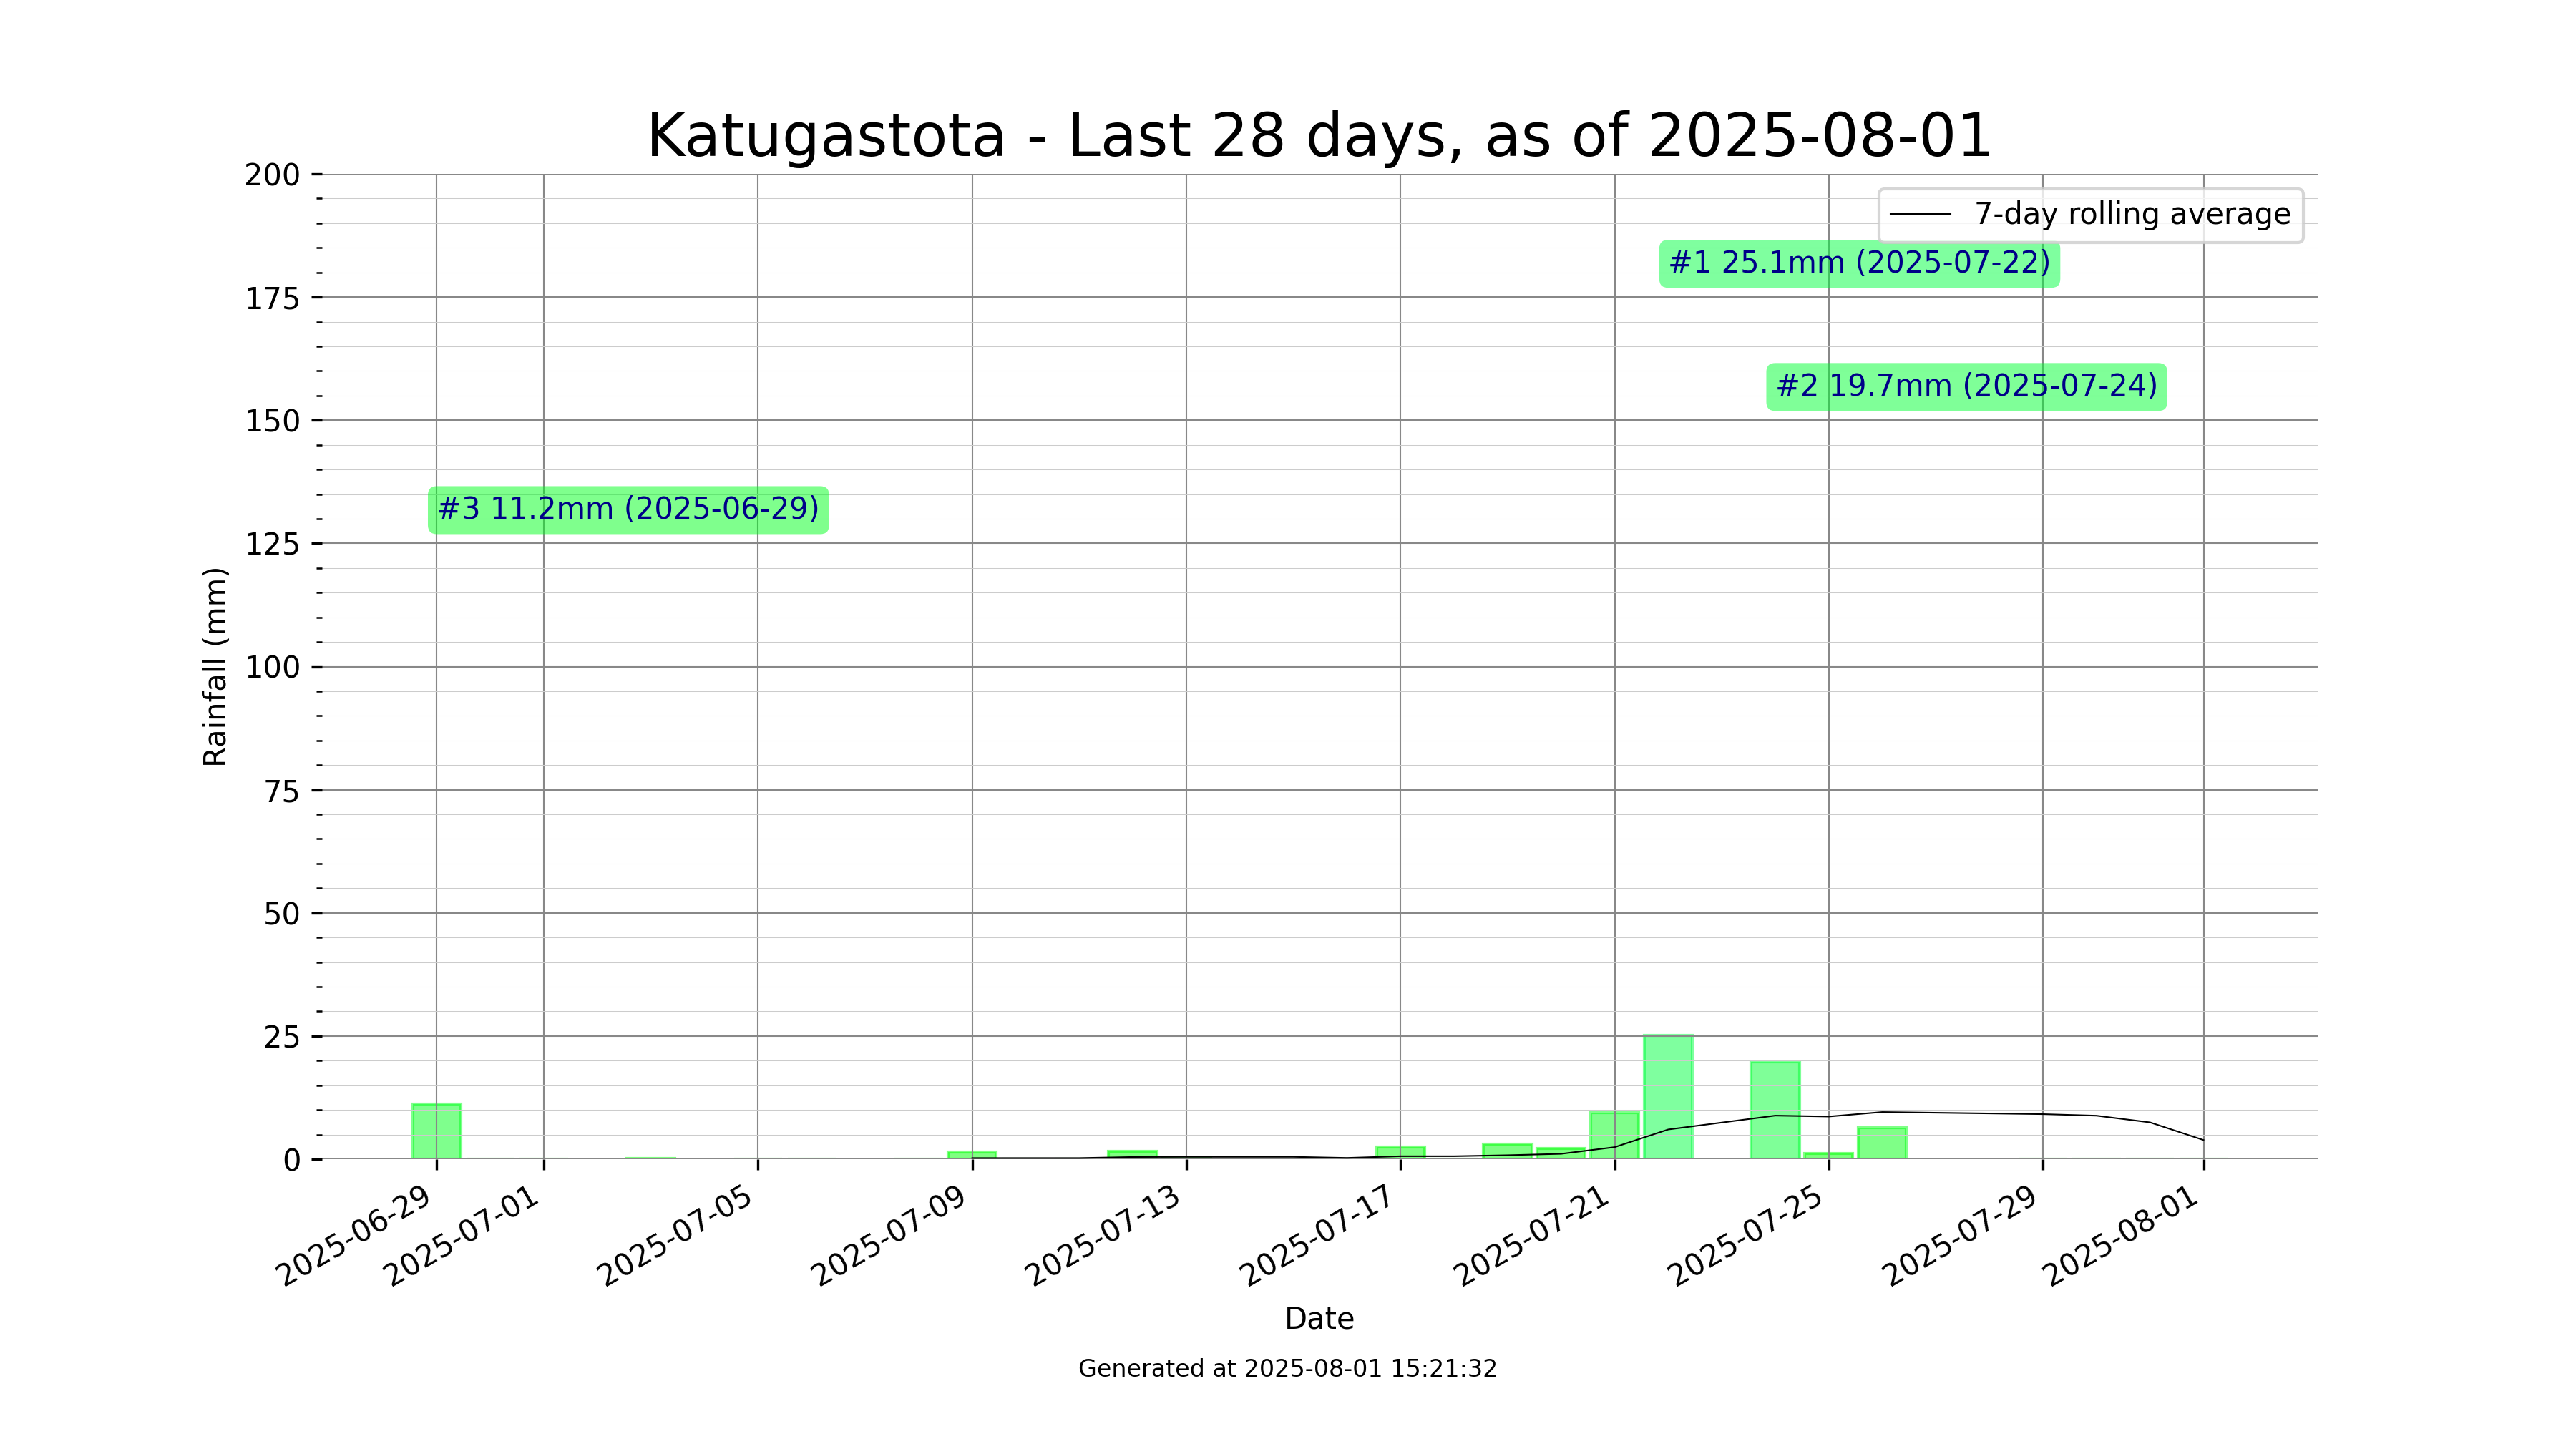 Katugastota - Last 28 days, as of 2025-08-01
7-day rolling average
#1 25.1mm (2025-07-22)
#2 19.7mm (2025-07-24)
#3 11.2mm (2025-06-29)
Rainfall (mm)
200
175
150
125
100
75
50
25
0
2025-06-29
2025-07-01
2025-07-05
2025-07-09
2025-07-13
2025-07-17
2025-07-21
2025-07-25
2025-07-29
2025-08-01
Date
Generated at 2025-08-01 15:21:32